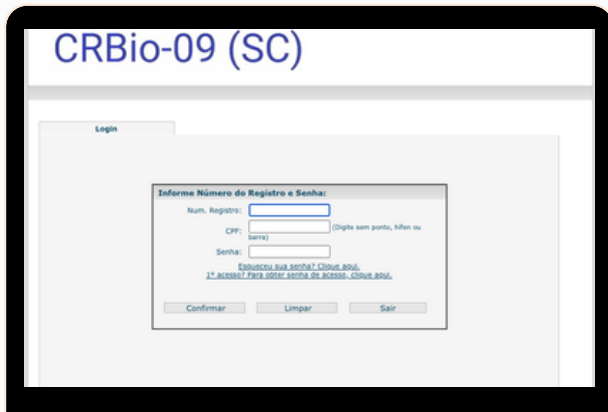 CRBio-09 (SC)
Login
Informe Número do Registro e Senha:
Num. Registro:
CPF: (Digite sem ponto, hífen ou
barra)
Senha:
Esqueceu sua senha? Clique aqui.
1º acesso? Para obter senha de acesso, clique aqui.
Confirmar Limpar Sair